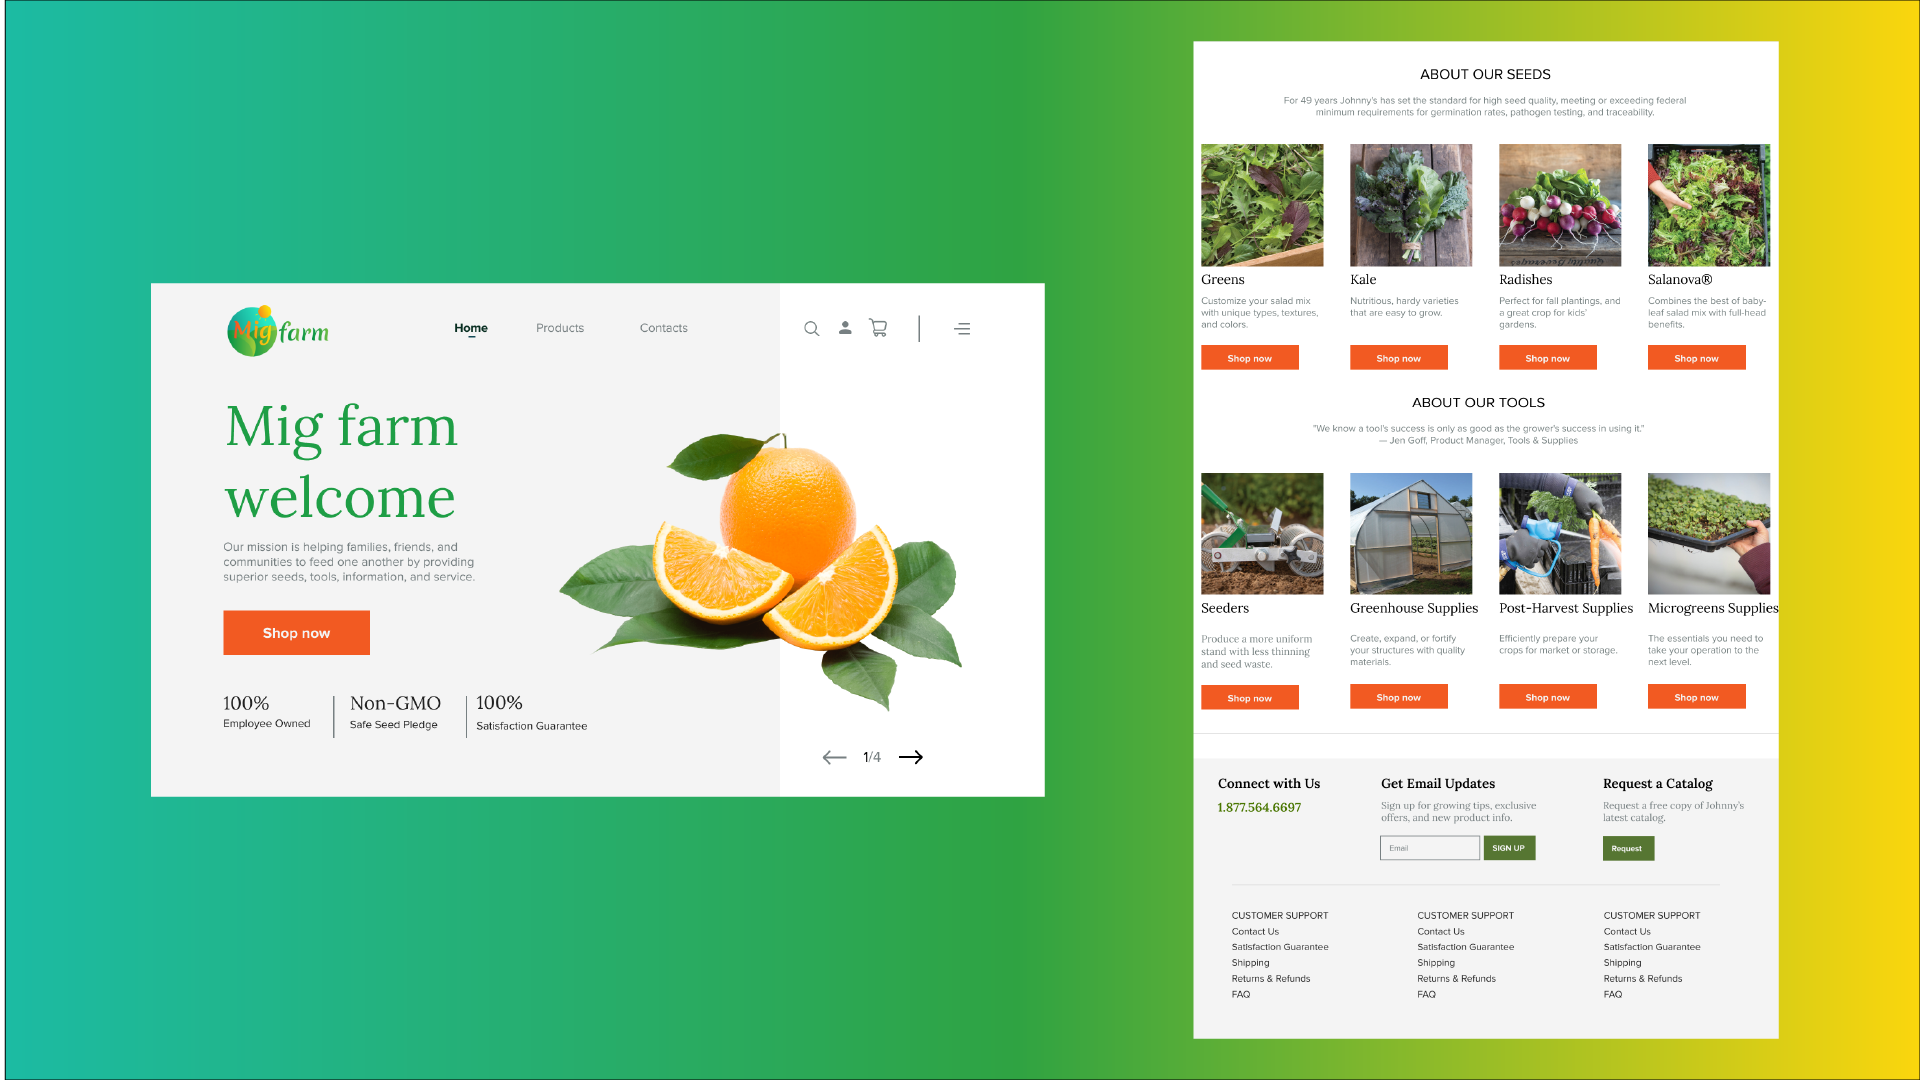 Mig farm
Home
Products
Contacts
Mig farm
welcome
Our mission is helping families, friends, and
communities to feed one another by providing
superior seeds, tools, information, and service.
Shop now
100%
Employee Owned
Non-GMO
Safe Seed Pledge
100%
Satisfaction Guarantee
1/4
ABOUT OUR SEEDS
For 49 years Johnny's has set the standard for high seed quality, meeting or exceeding federal
minimum requirements for germination rates, pathogen testing, and traceability.
Greens
Customize your salad mix
with unique types, textures,
and colors.
Shop now
Kale
Nutritious, hardy varieties
that are easy to grow.
Shop now
Radishes
Perfect for fall plantings, and
a great crop for kids'
gardens.
Shop now
Salanova®
Combines the best of baby-
leaf salad mix with full-head
benefits.
Shop now
ABOUT OUR TOOLS
"We know a tool's success is only as good as the grower's success in using it."
— Jen Goff, Product Manager, Tools & Supplies
Seeders
Produce a more uniform
stand with less thinning
and seed waste.
Shop now
Greenhouse Supplies
Create, expand, or fortify
your structures with quality
materials.
Shop now
Post-Harvest Supplies
Efficiently prepare your
crops for market or storage.
Shop now
Microgreens Supplies
The essentials you need to
take your operation to the
next level.
Shop now
Connect with Us
1.877.564.6697
Get Email Updates
Sign up for growing tips, exclusive
offers, and new product info.
Email
SIGN UP
Request a Catalog
Request a free copy of Johnny's
latest catalog.
Request
CUSTOMER SUPPORT
Contact Us
Satisfaction Guarantee
Shipping
Returns & Refunds
FAQ
CUSTOMER SUPPORT
Contact Us
Satisfaction Guarantee
Shipping
Returns & Refunds
FAQ
CUSTOMER SUPPORT
Contact Us
Satisfaction Guarantee
Shipping
Returns & Refunds
FAQ